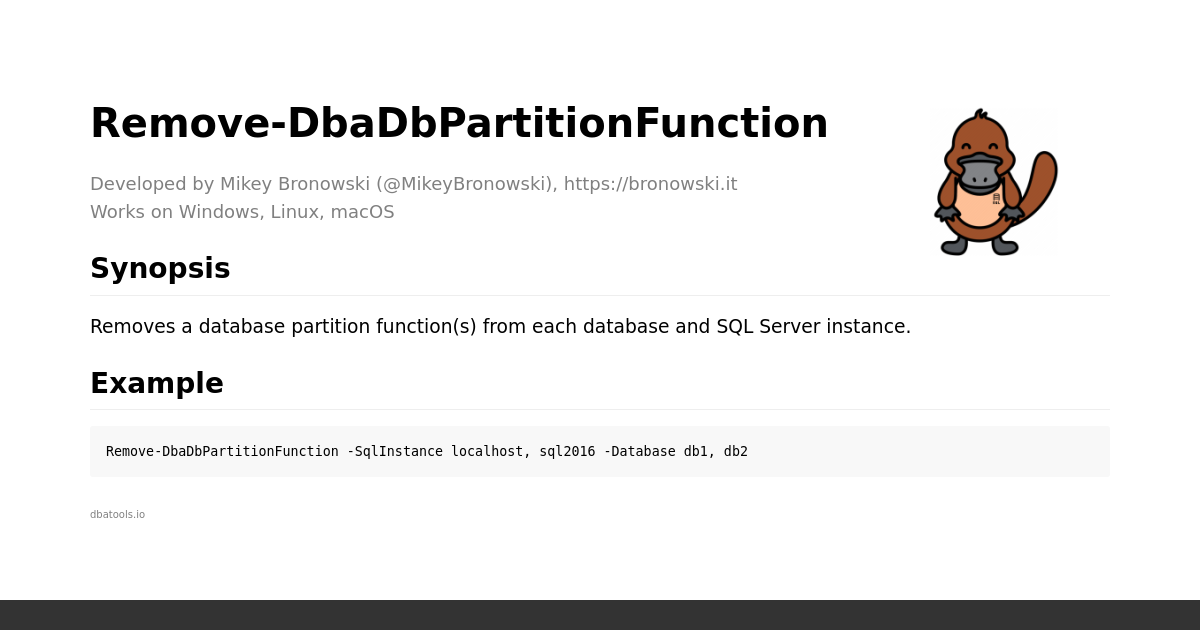 Remove-DbaDbPartitionFunction
Developed by Mikey Bronowski (@MikeyBronowski), https://bronowski.it
Works on Windows, Linux, macOS
Synopsis
Removes a database partition function(s) from each database and SQL Server instance.
Example
Remove-DbaDbPartitionFunction -SqlInstance localhost, sql2016 -Database db1, db2
dbatools.io